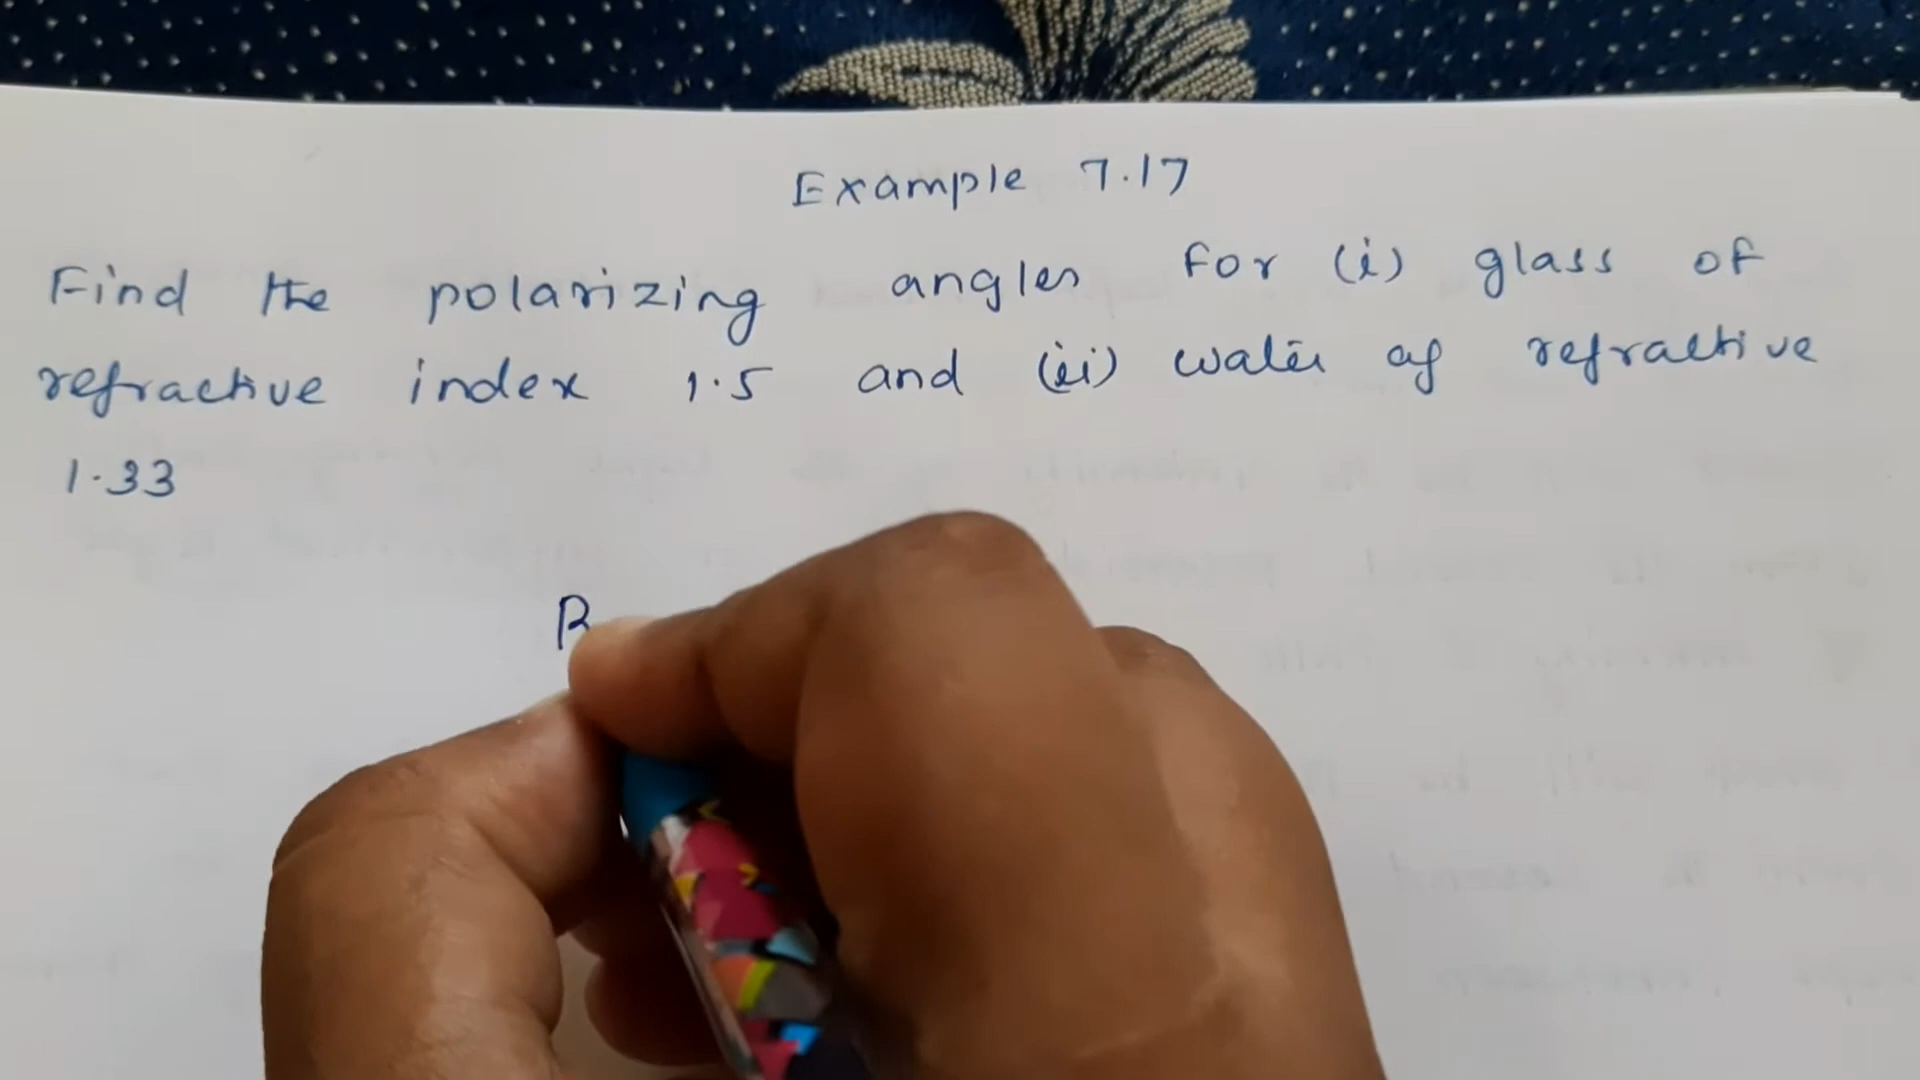 Example 7.17
Find the polarizing angles for (i) glass of
refractive index 1.5 and (ii) water of refractive
1.33
B